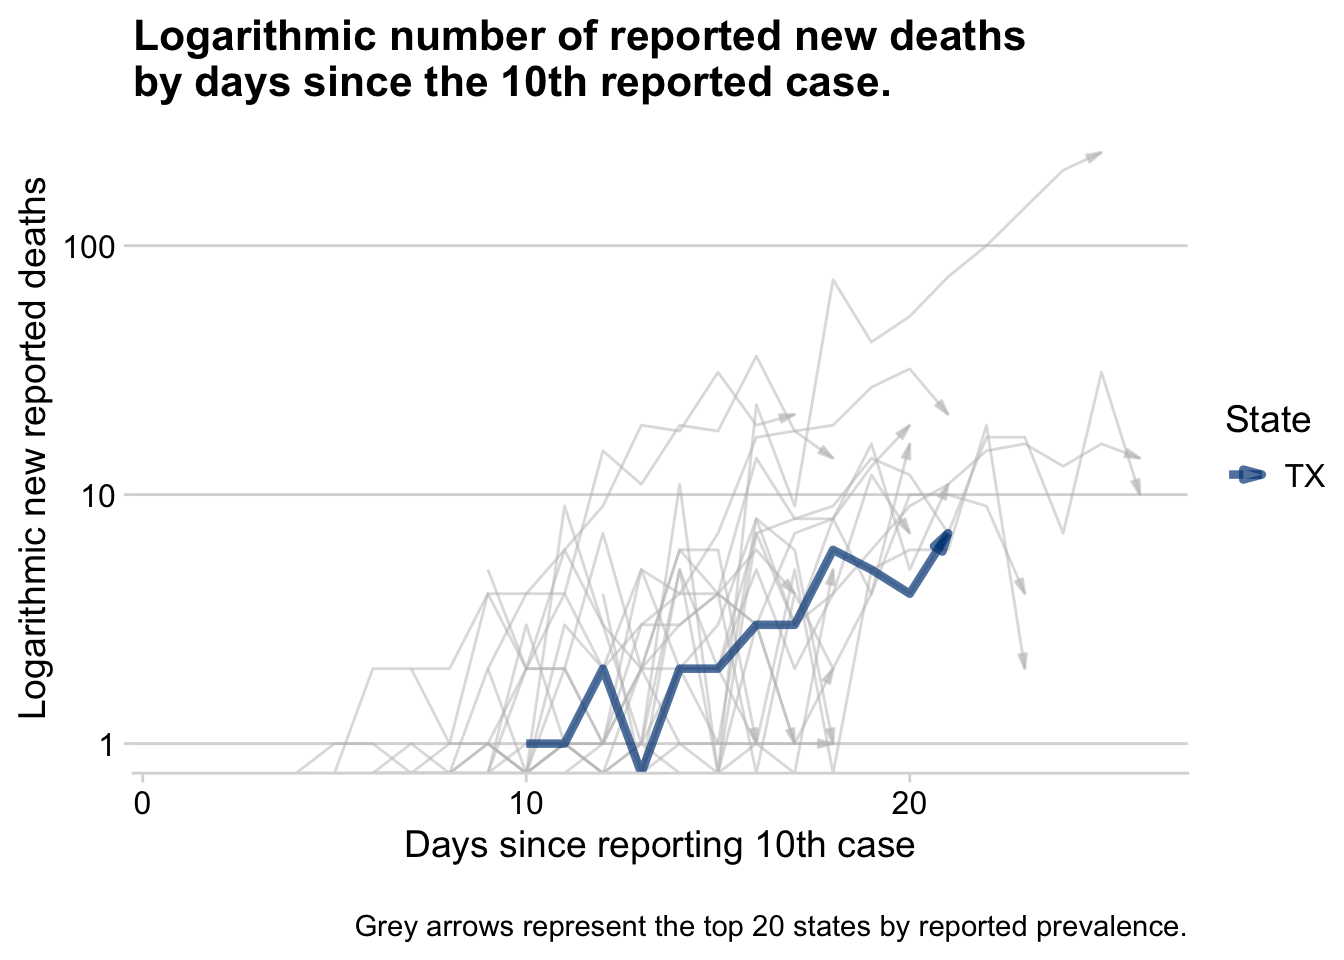 Logarithmic number of reported new deaths
by days since the 10th reported case.
Logarithmic new reported deaths
100
10
1
0
10
20
Days since reporting 10th case
State
TX
Grey arrows represent the top 20 states by reported prevalence.